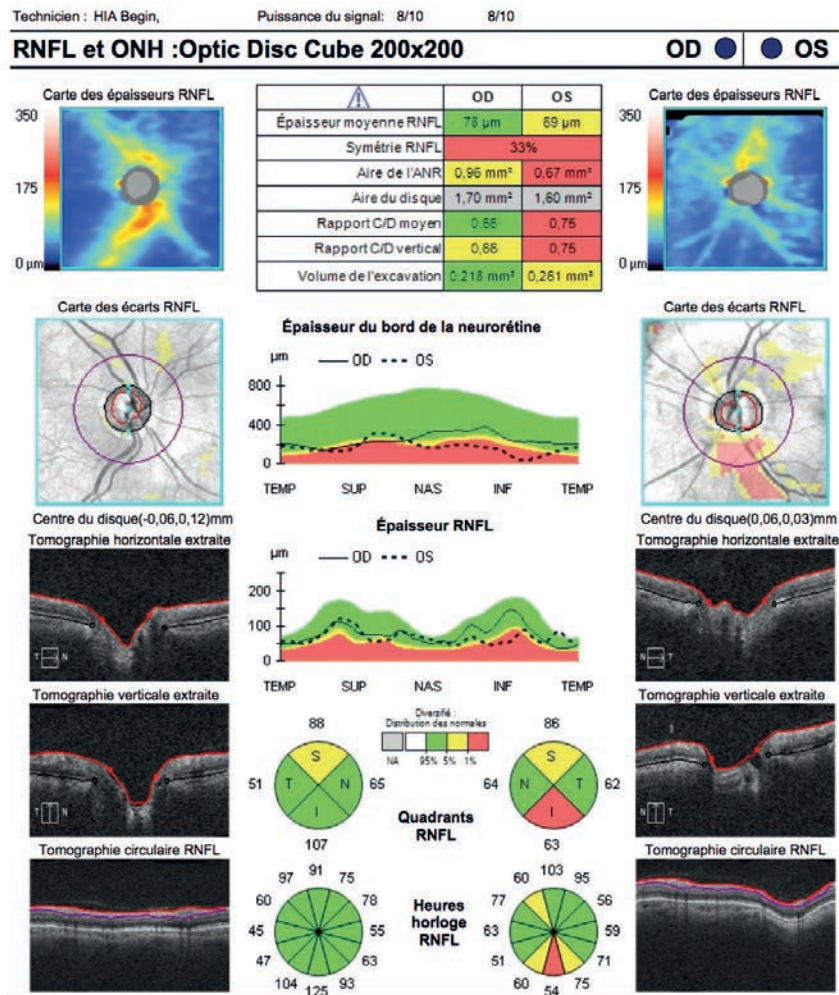 Technicien : HIA Begin, Puissance du signal: 8/10 8/10
RNFL et ONH :Optic Disc Cube 200x200 OD OS
Carte des épaisseurs RNFL
350
175
0 µm
OD OS
Épaisseur moyenne RNFL 78 µm 69 µm
Symétrie RNFL 33%
Aire de l'ANR 0,96 mm² 0,67 mm²
Aire du disque 1,70 mm² 1,60 mm²
Rapport C/D moyen 0,75
Rapport C/D vertical 0,66 0,75
Volume de l'excavation
Carte des épaisseurs RNFL
350
175
0 µm
Carte des écarts RNFL
Centre du disque(-0,06,0,12)mm
Tomographie horizontale extraite
T N
Tomographie verticale extraite
T N
Tomographie circulaire RNFL
Épaisseur du bord de la neurorétine
µm OD OS
800
400
0
TEMP SUP NAS INF TEMP
Épaisseur RNFL
µm OD OS
200
100
0
TEMP SUP NAS INF TEMP
Diversifié :
Distribution des normales
NA 95% 5% 1%
88
S
51 T N 65
I
107
Quadrants
RNFL
86
S
64 N T 62
I
63
Heures
horloge
RNFL
91
97 75
60 78
45 55
47 63
104 93
125
103
60 95
77 56
63 59
51 71
60 75
54
Carte des écarts RNFL
Centre du disque(0,06,0,03)mm
Tomographie horizontale extraite
T N
Tomographie verticale extraite
T N
Tomographie circulaire RNFL